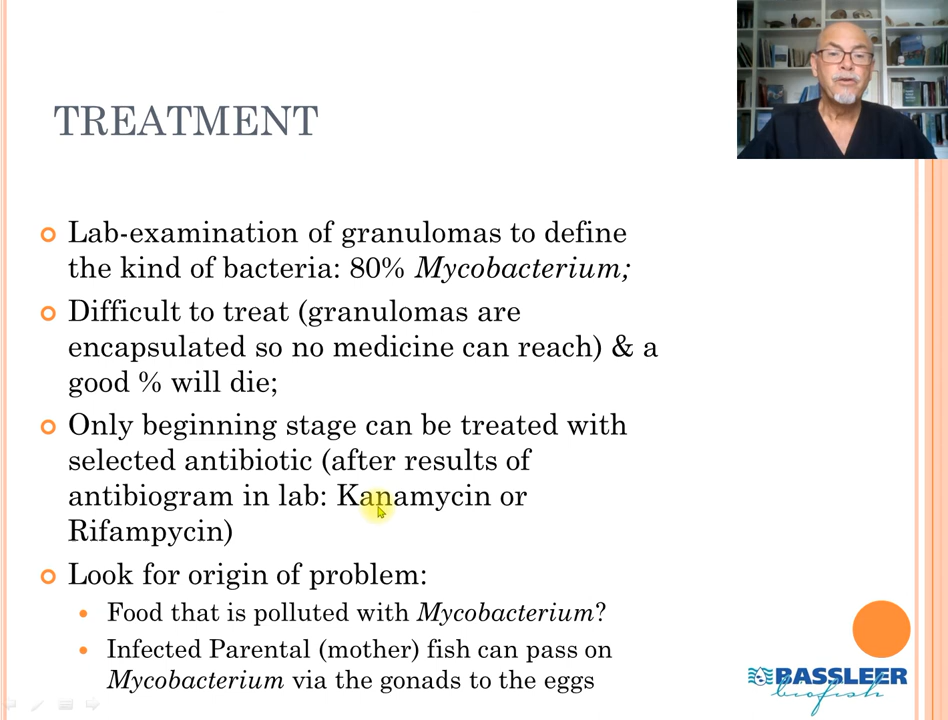 TREATMENT
Lab-examination of granulomas to define
the kind of bacteria: 80% Mycobacterium;
Difficult to treat (granulomas are
encapsulated so no medicine can reach) & a
good % will die;
Only beginning stage can be treated with
selected antibiotic (after results of
antibiogram in lab: Kanamycin or
Rifampycin)
Look for origin of problem:
Food that is polluted with Mycobacterium?
Infected Parental (mother) fish can pass on
Mycobacterium via the gonads to the eggs
BASSLEER
biofish